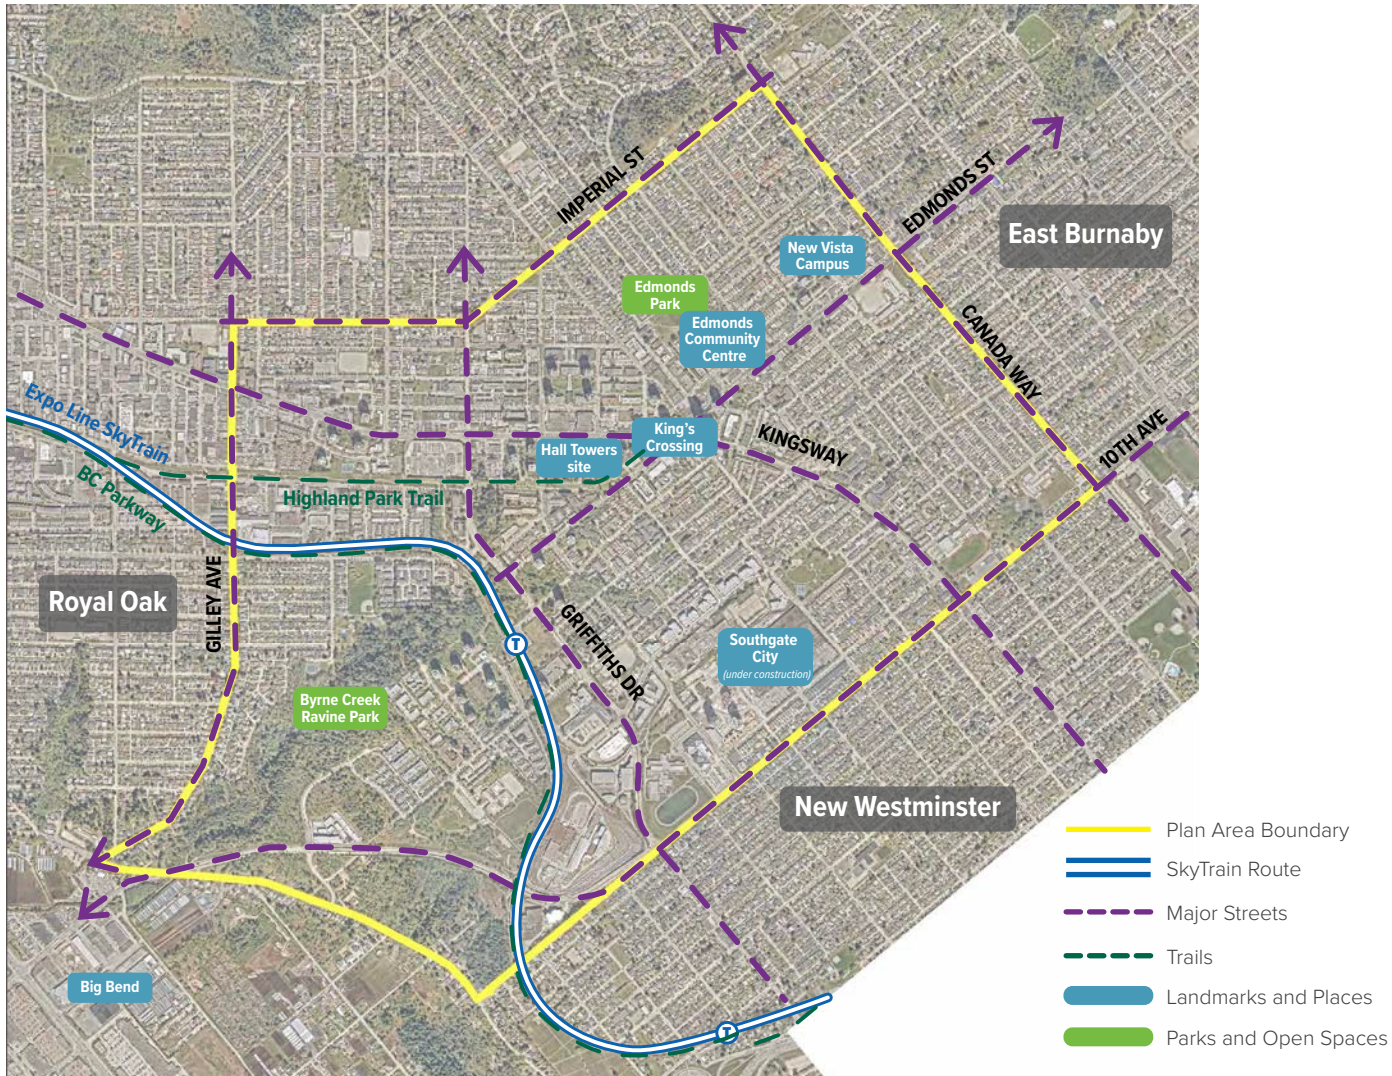 IMPERIAL ST
EDMONDS ST
East Burnaby
New Vista
Campus
Edmonds
Park
Edmonds
Community
Centre
CANADA WAY
Expo Line SkyTrain
10TH AVE
King's
Crossing
KINGSWAY
Hall Towers
site
BC Parkway
Highland Park Trail
GILLEY AVE
Royal Oak
T
GRIFFITHS DR
Southgate
City
(under construction)
Byrne Creek
Ravine Park
New Westminster
Plan Area Boundary
SkyTrain Route
Major Streets
Trails
Big Bend
Landmarks and Places
T
Parks and Open Spaces